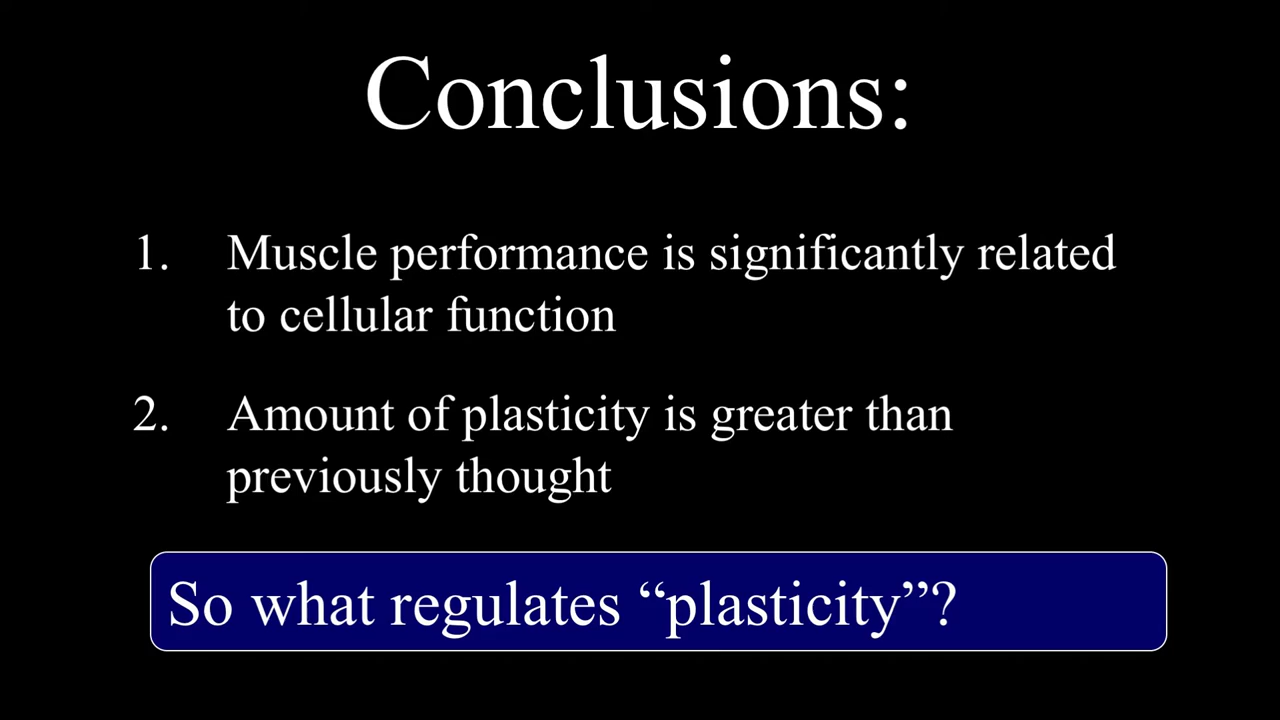 Conclusions:
1. Muscle performance is significantly related
to cellular function
2. Amount of plasticity is greater than
previously thought
So what regulates “plasticity”?